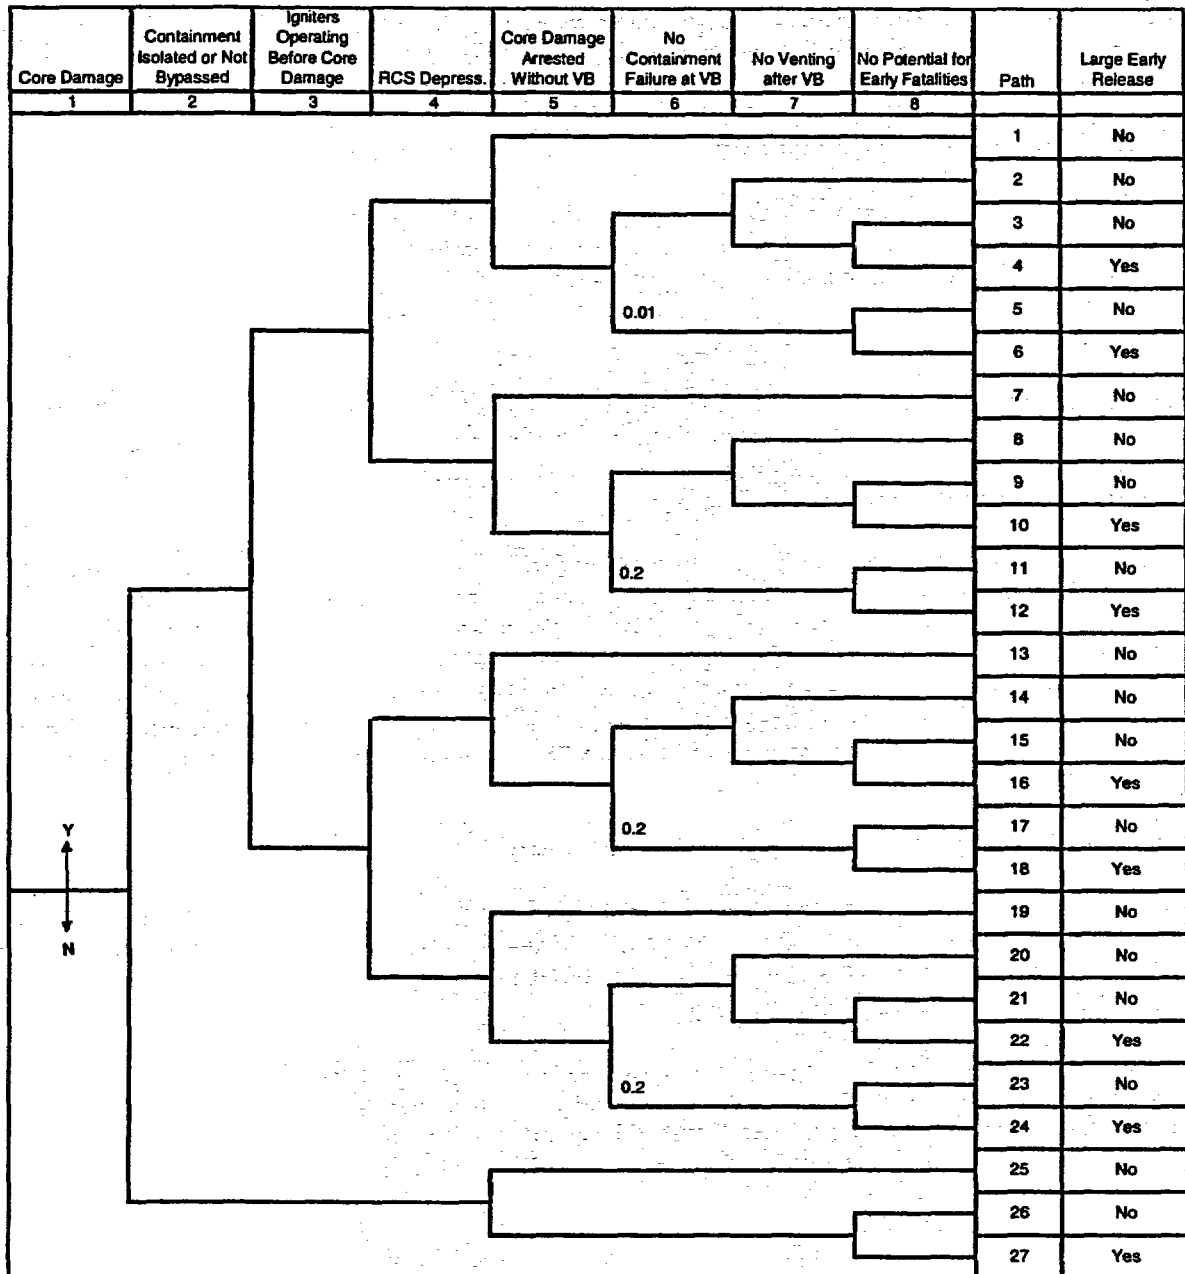 Core Damage
Containment
Isolated or Not
Bypassed
Igniters
Operating
Before Core
Damage
RCS Depress.
Core Damage
Arrested
Without VB
No
Containment
Failure at VB
No Venting
after VB
No Potential for
Early Fatalities
Path
Large Early
Release
1 2 3 4 5 6 7 8
1 No
2 No
3 No
4 Yes
0.01
5 No
6 Yes
7 No
8 No
9 No
10 Yes
0.2
11 No
12 Yes
13 No
14 No
15 No
16 Yes
0.2
17 No
Y
18 Yes
19 No
N
20 No
21 No
22 Yes
0.2
23 No
24 Yes
25 No
26 No
27 Yes